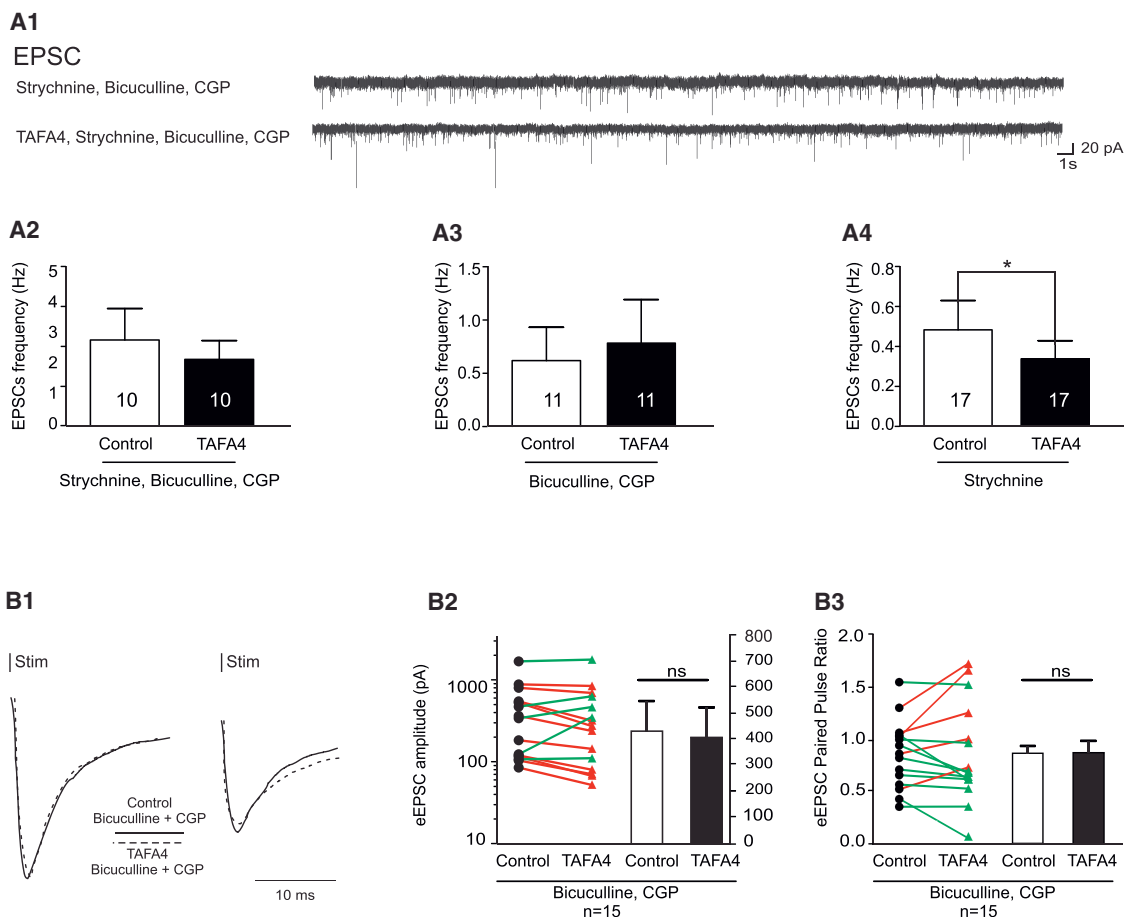 A1
EPSC
Strychnine, Bicuculline, CGP
TAFA4, Strychnine, Bicuculline, CGP
20 pA
1s
A2
EPSCs frequency (Hz)
5
4
3
2
1
0
10
10
Control
TAFA4
Strychnine, Bicuculline, CGP
A3
EPSCs frequency (Hz)
1.5
1.0
0.5
0.0
11
11
Control
TAFA4
Bicuculline, CGP
A4
EPSCs frequency (Hz)
0.8
0.6
0.4
0.2
0.0
*
17
17
Control
TAFA4
Strychnine
B1
Stim
Stim
Control
Bicuculline + CGP
TAFA4
Bicuculline + CGP
10 ms
B2
eEPSC amplitude (pA)
1000
100
10
ns
800
700
600
500
400
300
200
100
0
Control
TAFA4
Control
TAFA4
Bicuculline, CGP
n=15
B3
eEPSC Paired Pulse Ratio
2.0
1.5
1.0
0.5
0.0
ns
Control
TAFA4
Control
TAFA4
Bicuculline, CGP
n=15